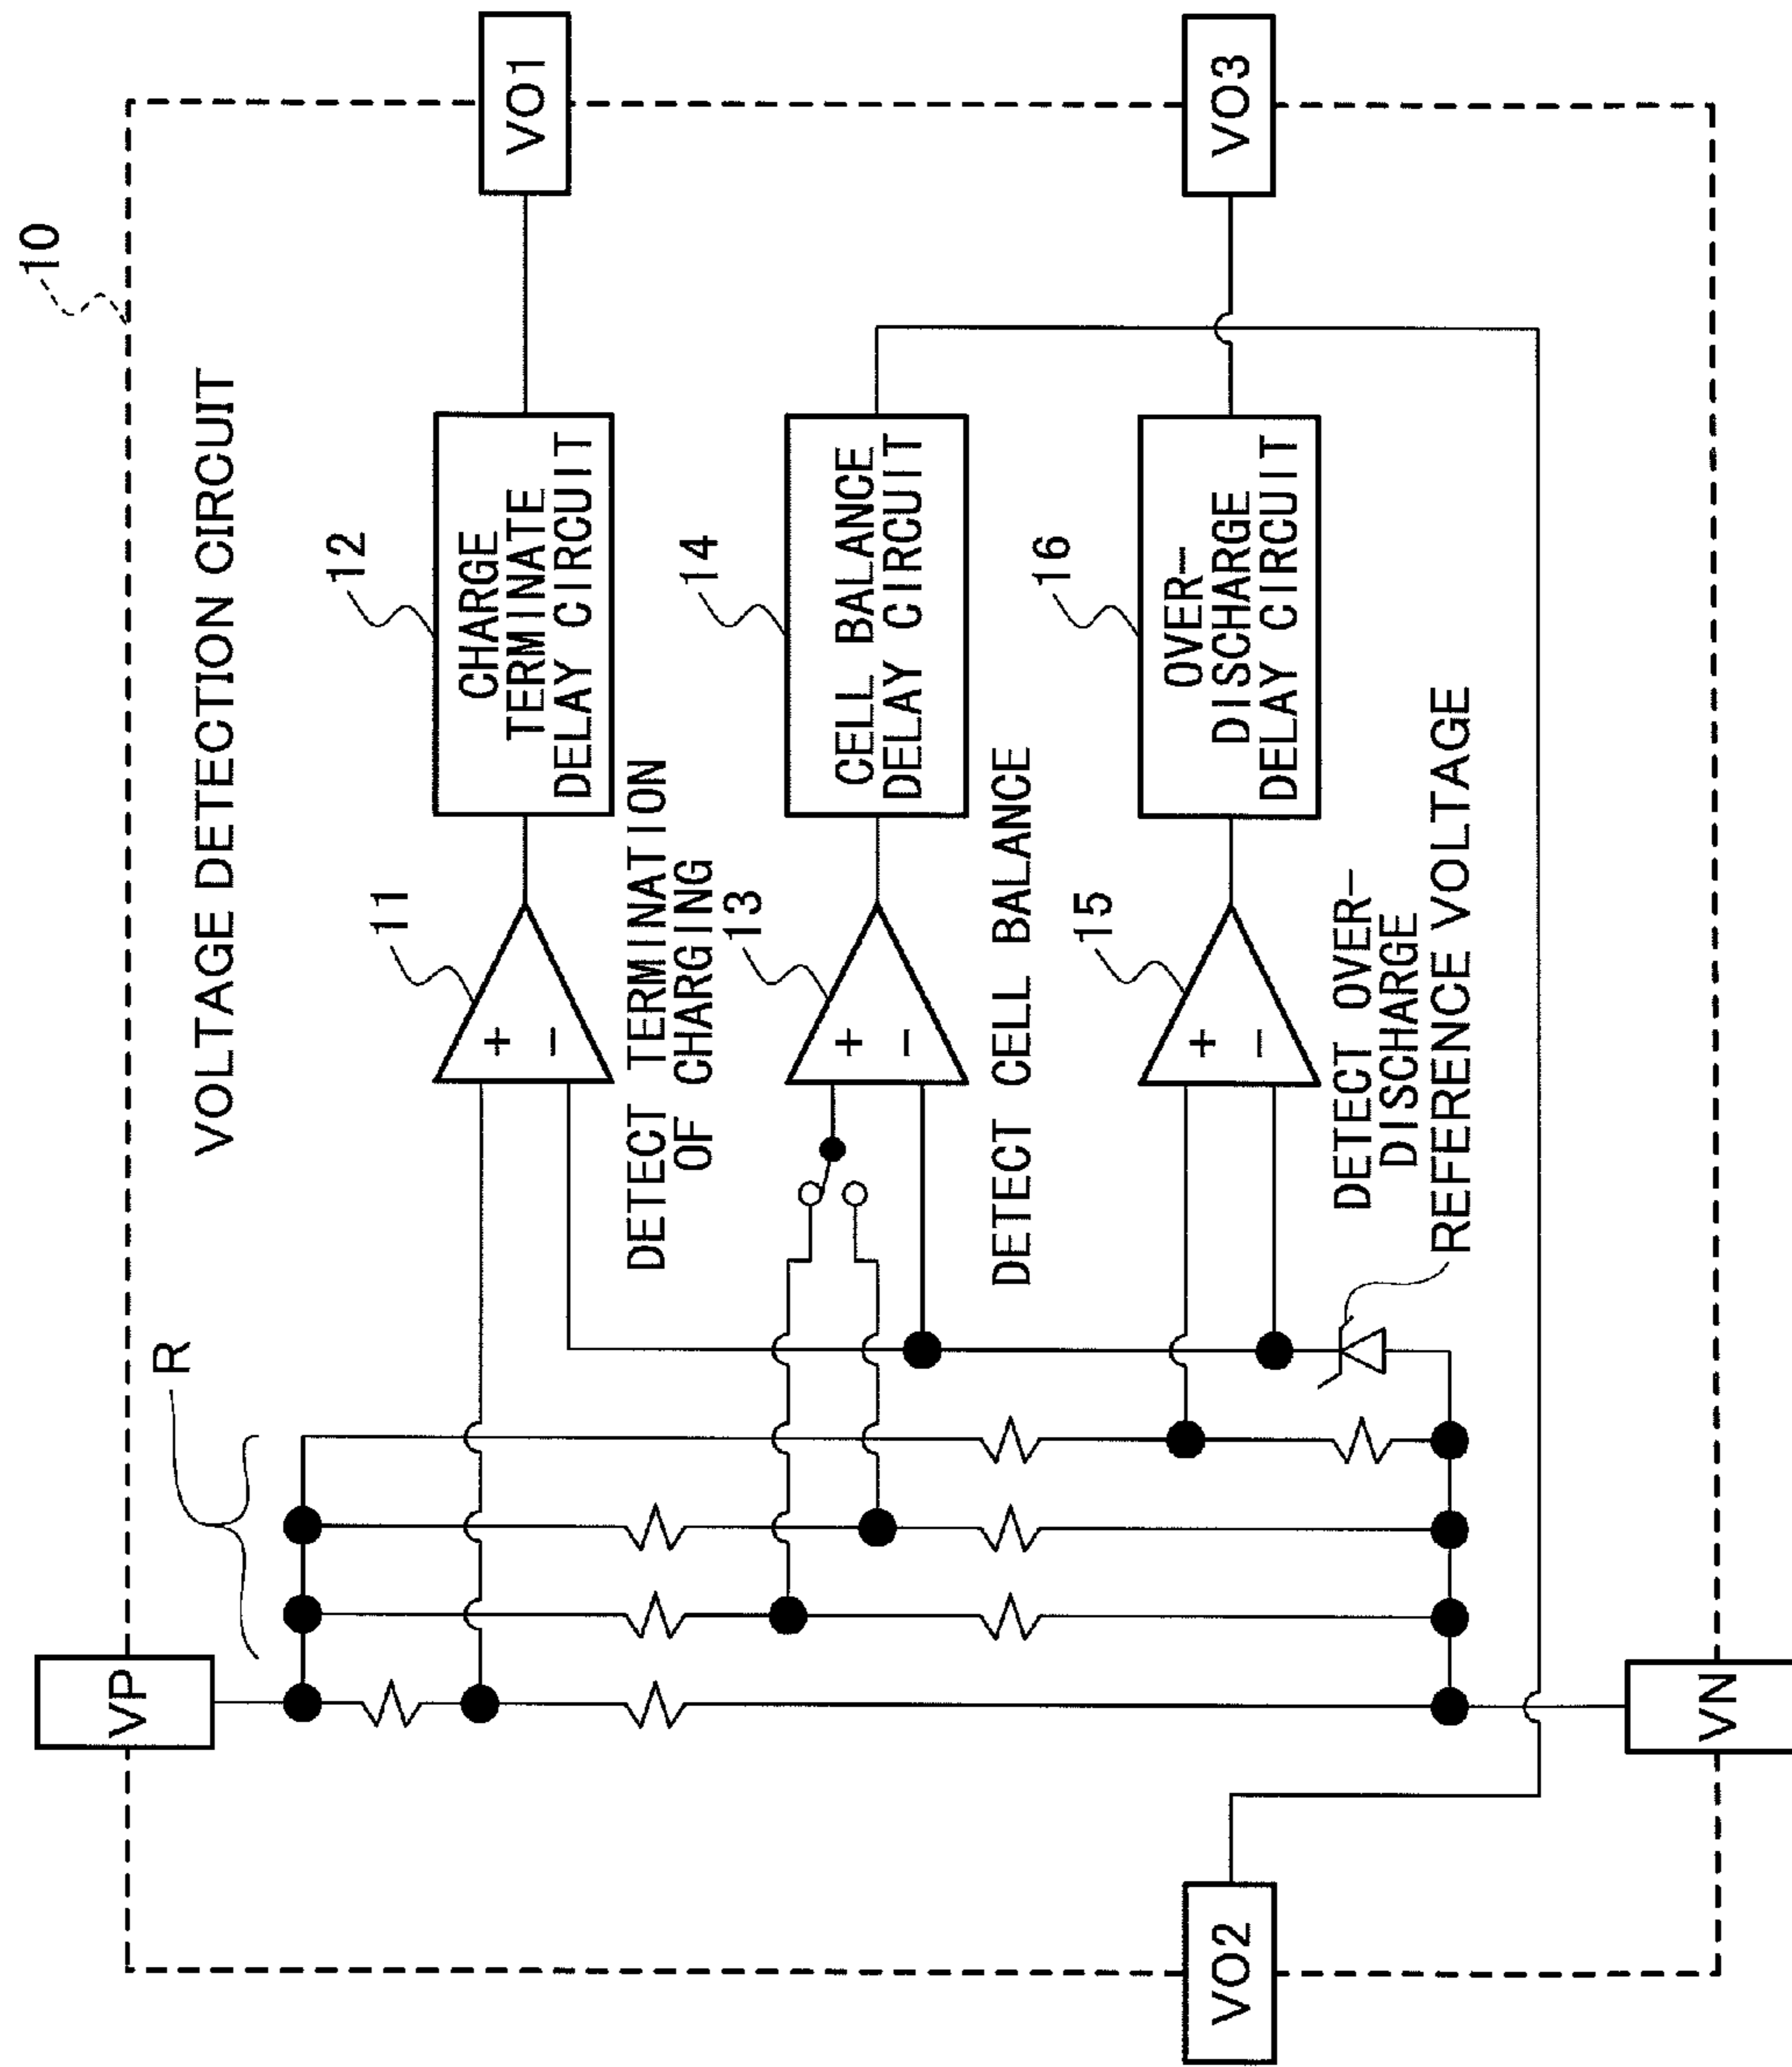 10
VOLTAGE DETECTION CIRCUIT
VP
R
11
12
+
−
CHARGE
TERMINATE
DELAY CIRCUIT
VO1
DETECT TERMINATION
OF CHARGING
13
14
+
−
CELL BALANCE
DELAY CIRCUIT
DETECT CELL BALANCE
15
16
+
−
OVER-
DISCHARGE
DELAY CIRCUIT
VO2
VO3
DETECT OVER-
DISCHARGE
REFERENCE VOLTAGE
VN